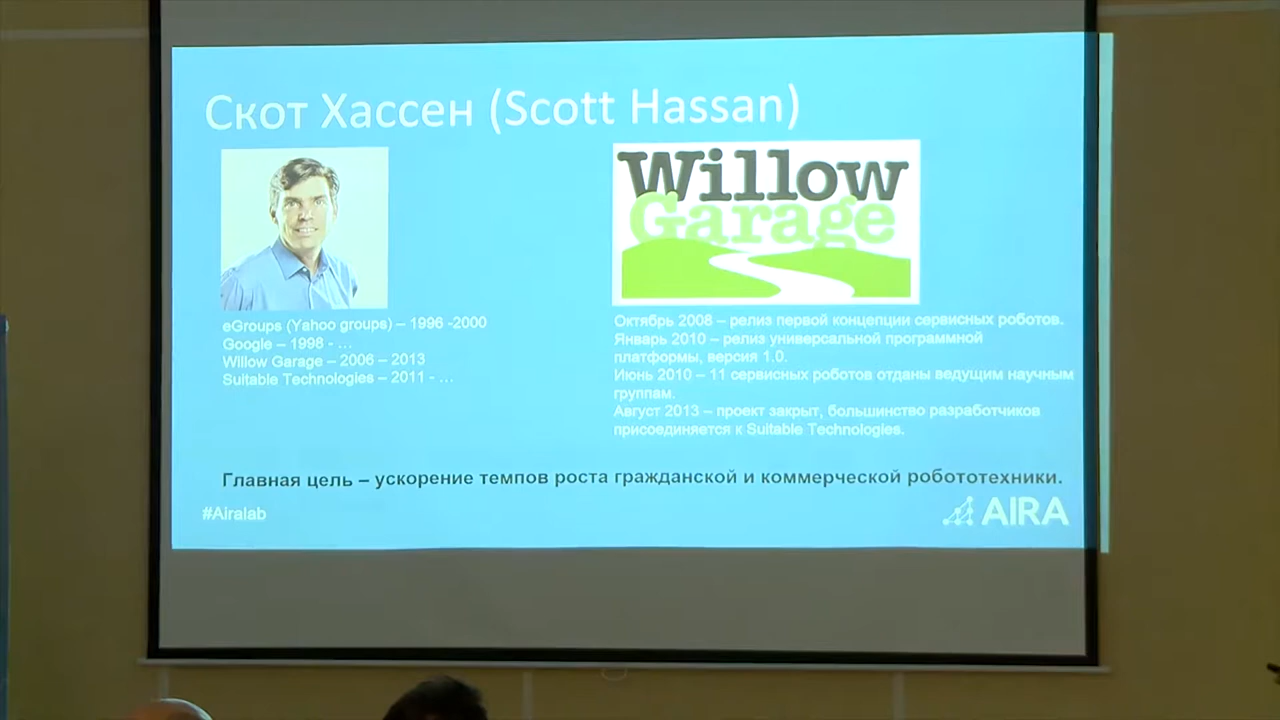 Скот Хассен (Scott Hassan)
Willow
Garage
eGroups (Yahoo groups) – 1996 -2000
Google – 1998 - ...
Willow Garage – 2006 – 2013
Suitable Technologies – 2011 - ...
Октябрь 2008 – релиз первой концепции сервисных роботов.
Январь 2010 – релиз универсальной программной
платформы, версия 1.0.
Июнь 2010 – 11 сервисных роботов отданы ведущим научным
группам.
Август 2013 – проект закрыт, большинство разработчиков
присоединяется к Suitable Technologies.
Главная цель – ускорение темпов роста гражданской и коммерческой робототехники.
#Airalab
AIRA